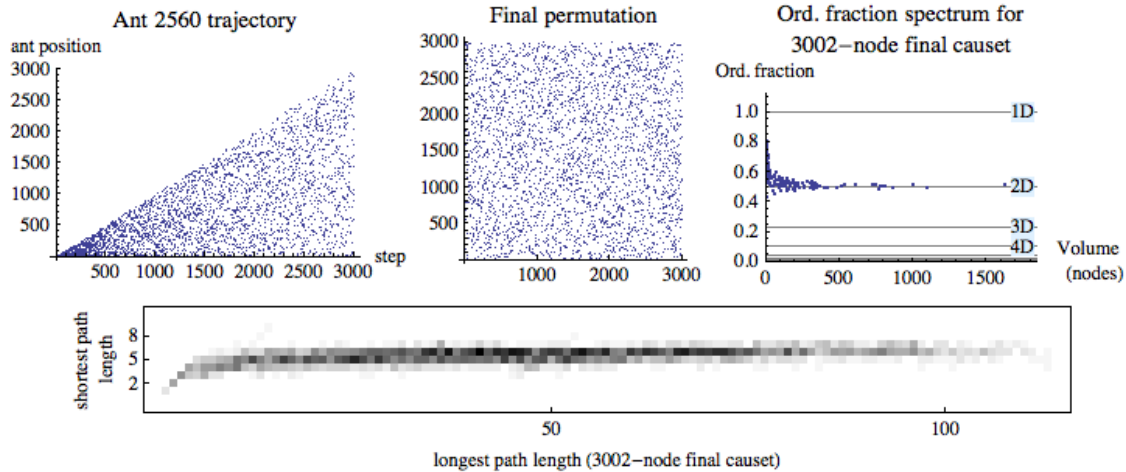 Ant 2560 trajectory
ant position
3000
2500
2000
1500
1000
500
500 1000 1500 2000 2500 3000
step
Final permutation
3000
2500
2000
1500
1000
500
1000 2000 3000
Ord. fraction spectrum for
3002−node final causet
Ord. fraction
1.0
0.8
0.6
0.4
0.2
0.0
1D
2D
3D
4D
0 500 1000 1500
Volume
(nodes)
shortest path
length
8
5
2
50 100
longest path length (3002−node final causet)